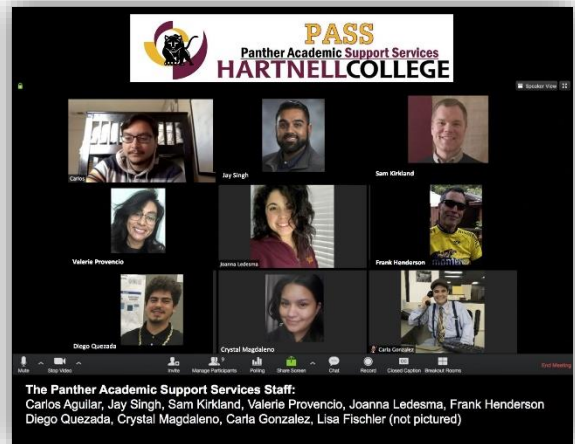 PASS
Panther Academic Support Services
HARTNELLCOLLEGE
Speaker View
Carlos
Jay Singh
Sam Kirkland
Valerie Provencio
Joanna Ledesma
Frank Henderson
Diego Quezada
Crystal Magdaleno
Carla Gonzalez
Mute
Stop Video
Invite
Manage Participants
Polling
Share Screen
Chat
Record
Closed Caption
Breakout Rooms
End Meeting
The Panther Academic Support Services Staff:
Carlos Aguilar, Jay Singh, Sam Kirkland, Valerie Provencio, Joanna Ledesma, Frank Henderson
Diego Quezada, Crystal Magdaleno, Carla Gonzalez, Lisa Fischler (not pictured)